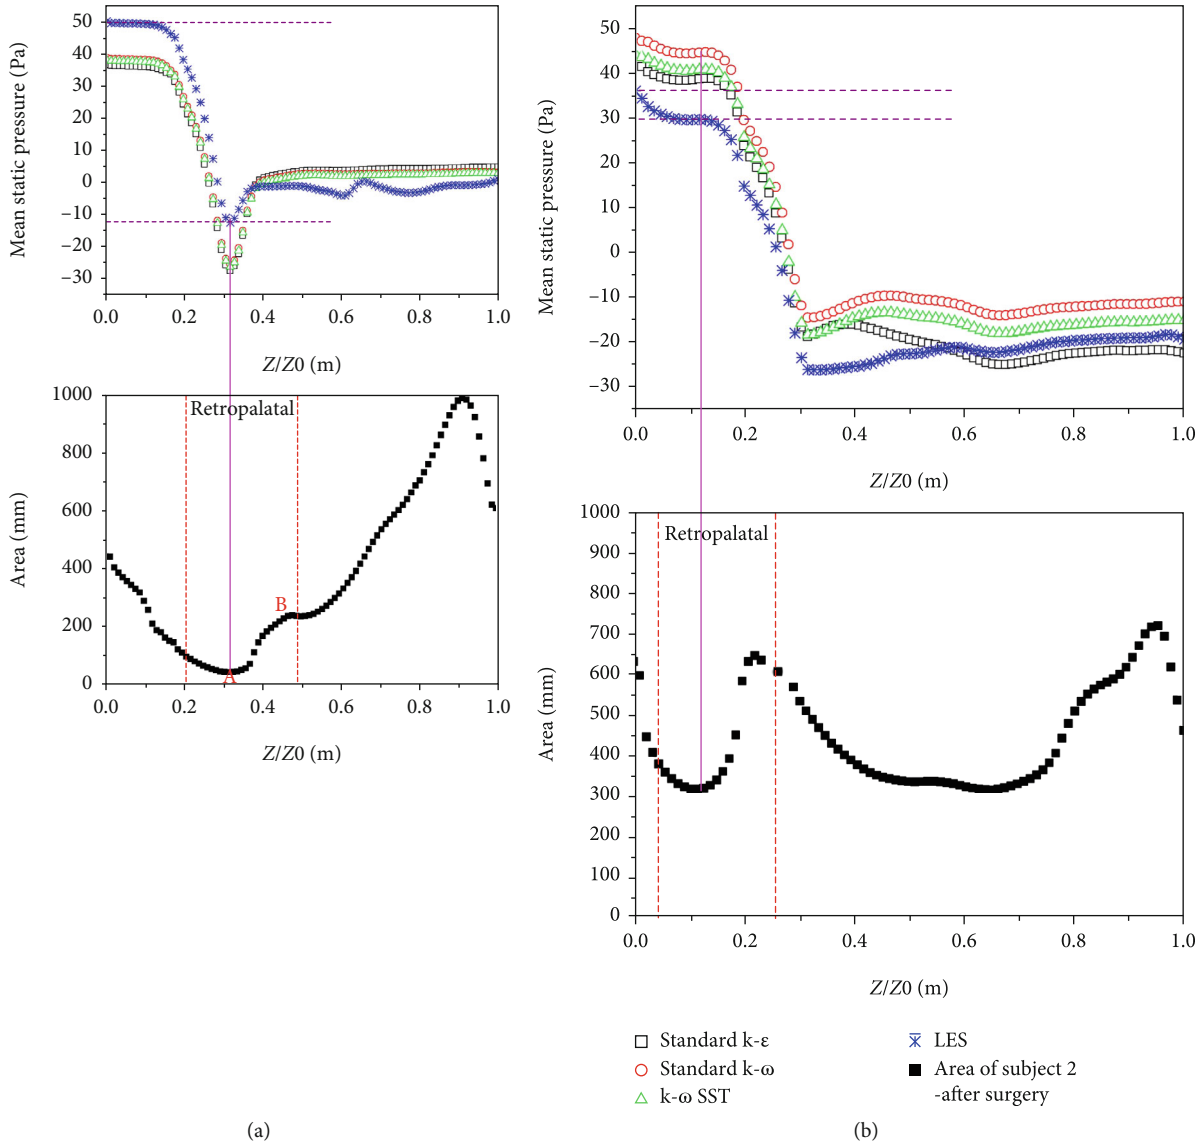 50
40
30
20
10
0
–10
–20
–30
Mean static pressure (Pa)
0.0 0.2 0.4 0.6 0.8 1.0
Z/Z0 (m)
1000
800
600
400
200
0
Area (mm)
Retropalatal
A
B
0.0 0.2 0.4 0.6 0.8 1.0
Z/Z0 (m)
(a)
50
40
30
20
10
0
–10
–20
–30
Mean static pressure (Pa)
0.0 0.2 0.4 0.6 0.8 1.0
Z/Z0 (m)
1000
900
800
700
600
500
400
300
200
100
0
Area (mm)
Retropalatal
0.0 0.2 0.4 0.6 0.8 1.0
Z/Z0 (m)
Standard k-ε
Standard k-ω
k-ω SST
LES
Area of subject 2
-after surgery
(b)